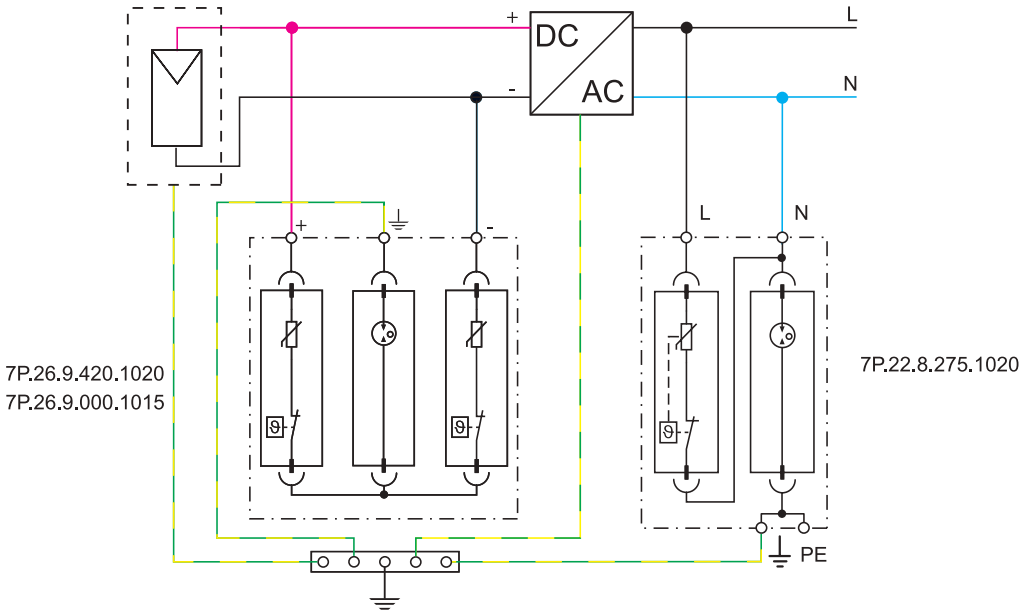 +
L
DC
-
AC
N
L
N
+
-
ϑ
ϑ
ϑ
7P.26.9.420.1020
7P.26.9.000.1015
7P.22.8.275.1020
PE